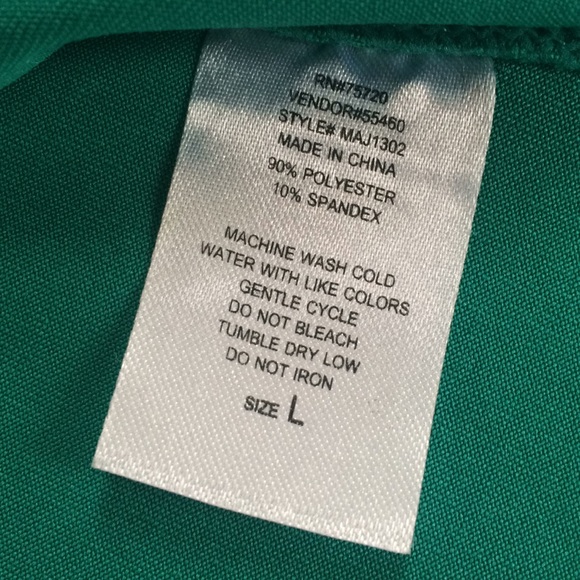 RN#75720
VENDOR#55460
STYLE# MAJ1302
MADE IN CHINA
90% POLYESTER
10% SPANDEX
MACHINE WASH COLD
WATER WITH LIKE COLORS
GENTLE CYCLE
DO NOT BLEACH
TUMBLE DRY LOW
DO NOT IRON
SIZE L